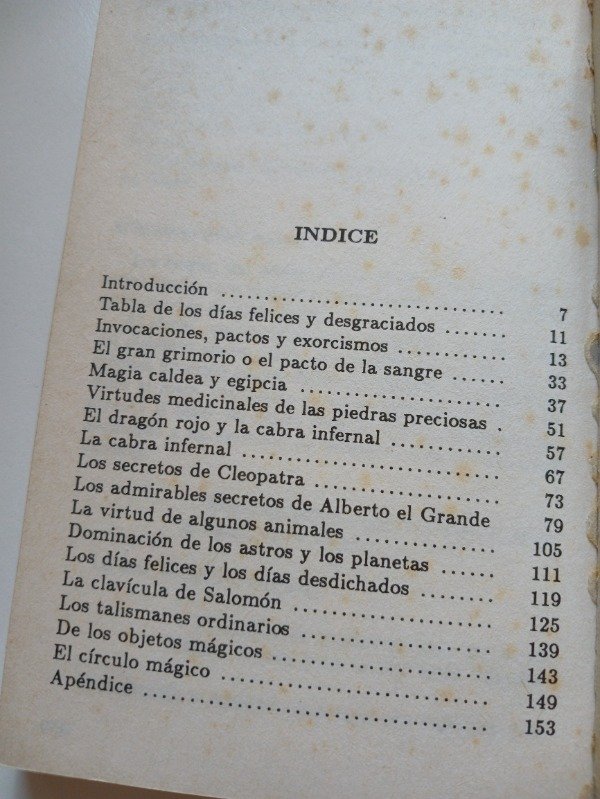 INDICE
Introducción ................................ 7
Tabla de los días felices y desgraciados ....... 11
Invocaciones, pactos y exorcismos ............ 13
El gran grimorio o el pacto de la sangre ...... 33
Magia caldea y egipcia ........................ 37
Virtudes medicinales de las piedras preciosas . 51
El dragón rojo y la cabra infernal ............ 57
La cabra infernal ............................. 67
Los secretos de Cleopatra ..................... 73
Los admirables secretos de Alberto el Grande 79
La virtud de algunos animales ................ 105
Dominación de los astros y los planetas ...... 111
Los días felices y los días desdichados ........ 119
La clavícula de Salomón ...................... 125
Los talismanes ordinarios ..................... 139
De los objetos mágicos ........................ 143
El círculo mágico ............................. 149
Apéndice ...................................... 153